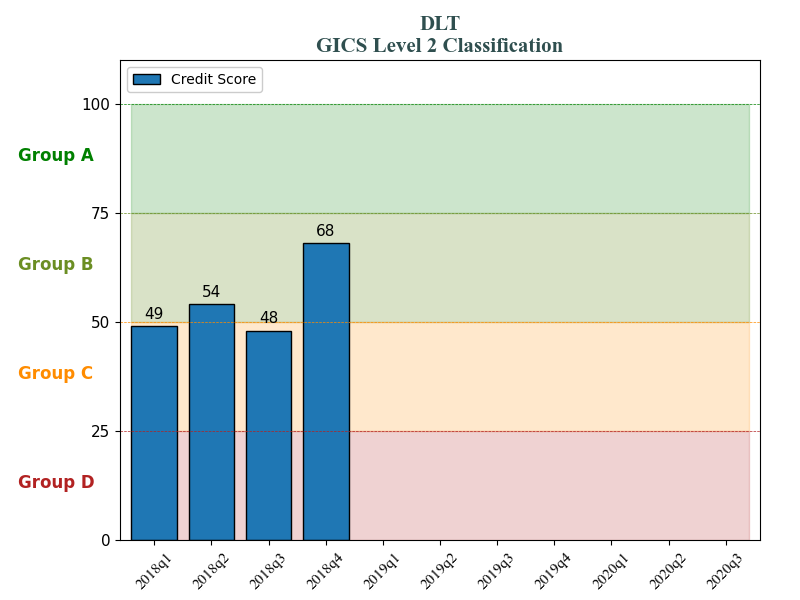 DLT
GICS Level 2 Classification
Credit Score
100
Group A
75
68
Group B
54
49
48
50
Group C
25
Group D
0
2018q1 2018q2 2018q3 2018q4 2019q1 2019q2 2019q3 2019q4 2020q1 2020q2 2020q3